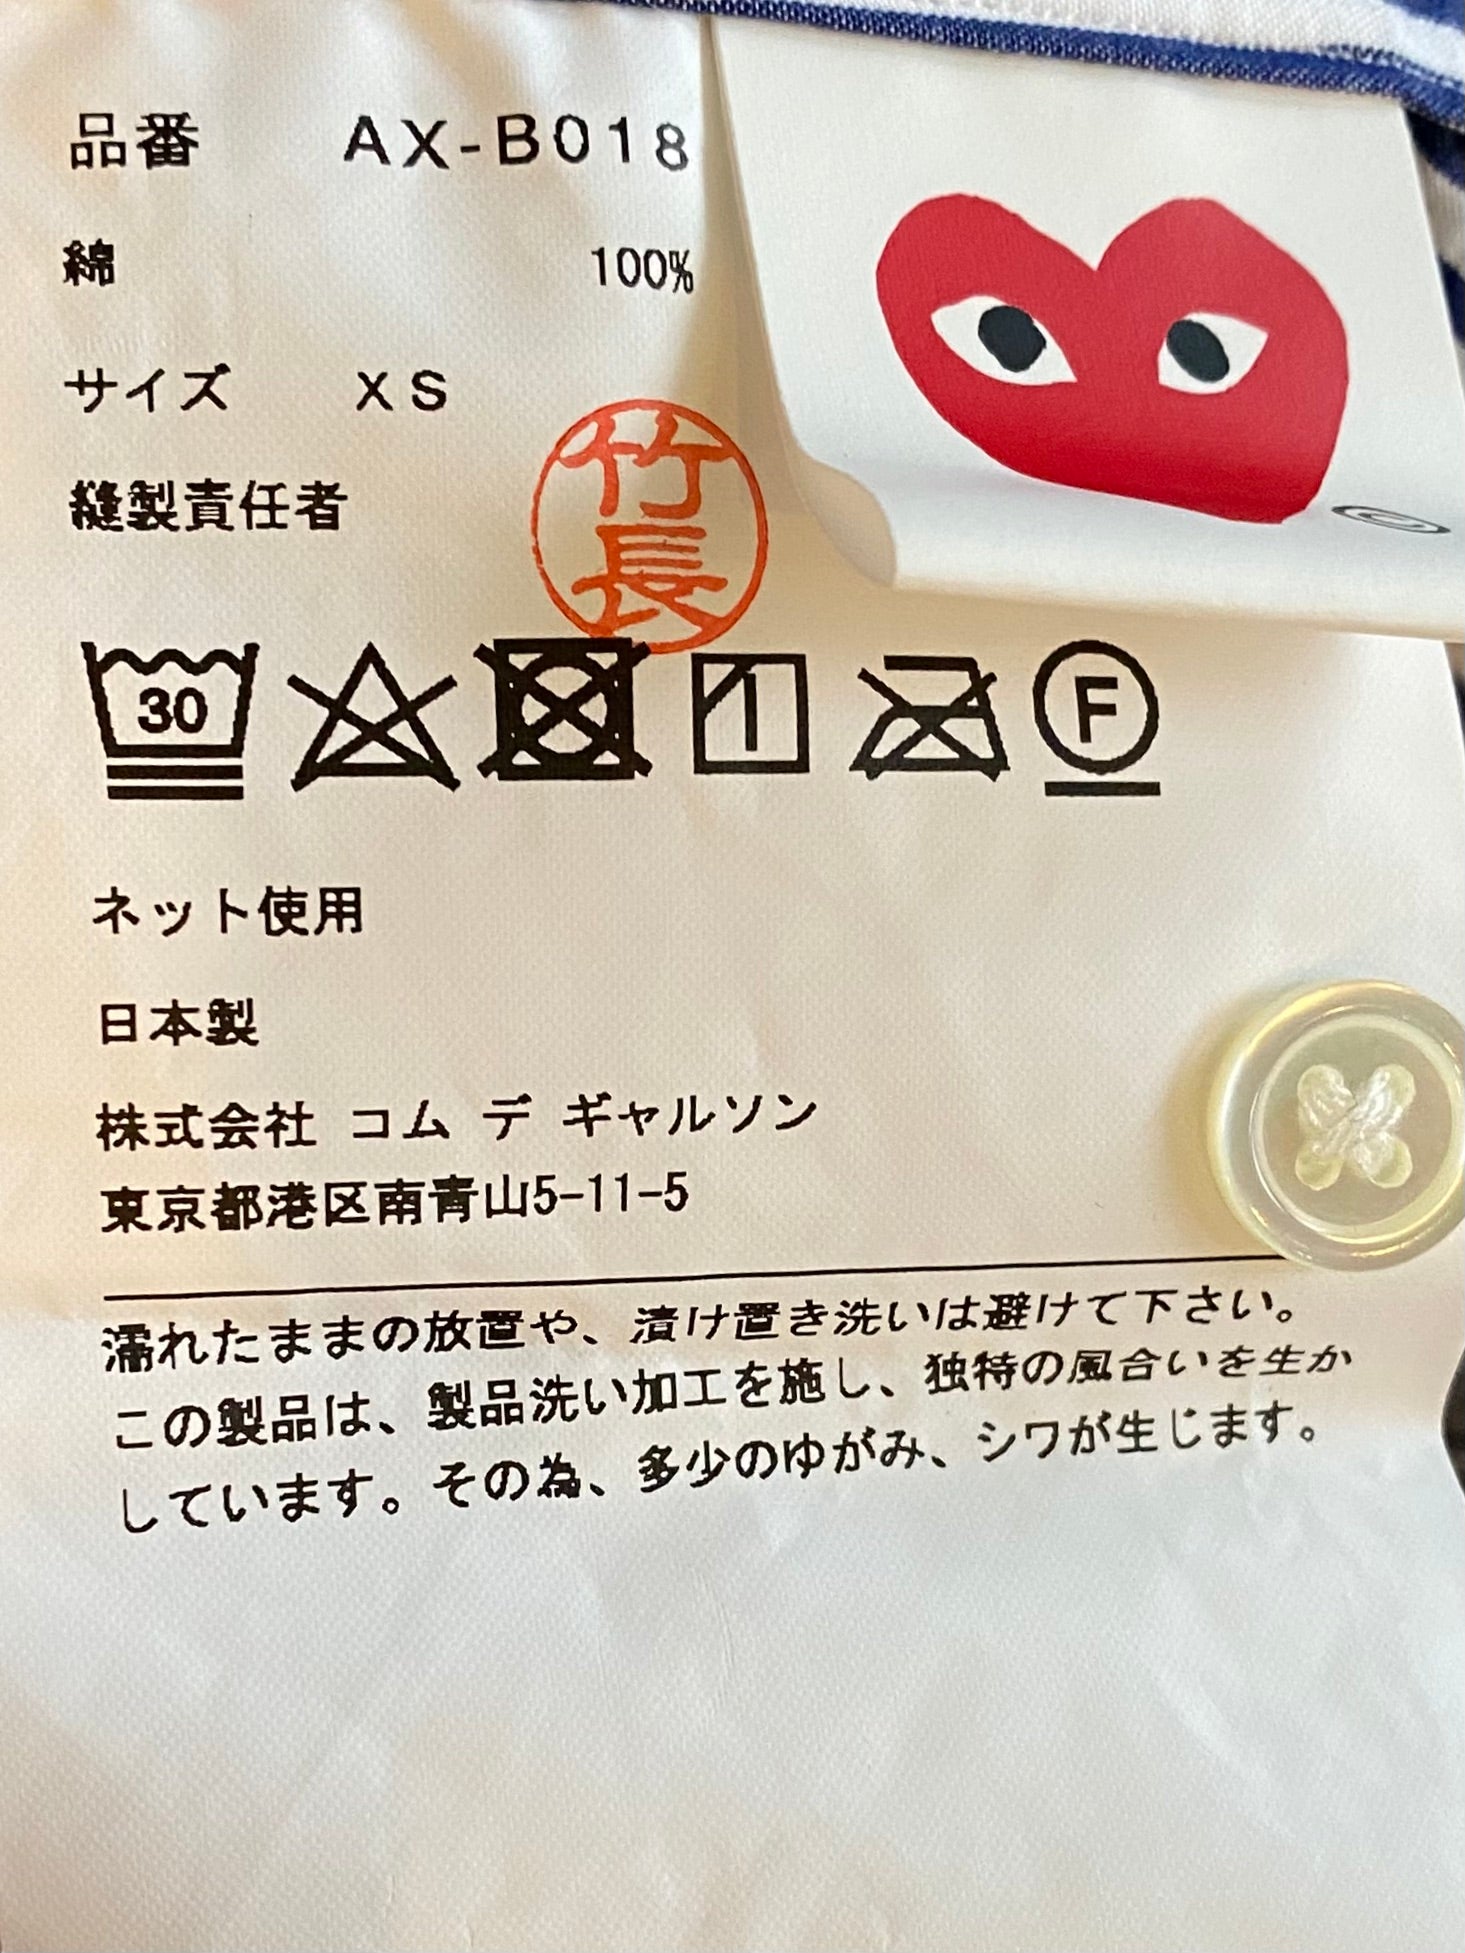 品番 AX-B018
綿 100%
サイズ XS
縫製責任者
竹長
30
F
ネット使用
日本製
株式会社 コム デ ギャルソン
東京都港区南青山5-11-5
濡れたままの放置や、漬け置き洗いは避けて下さい。
この製品は、製品洗い加工を施し、独特の風合いを生か
しています。その為、多少のゆがみ、シワが生じます。